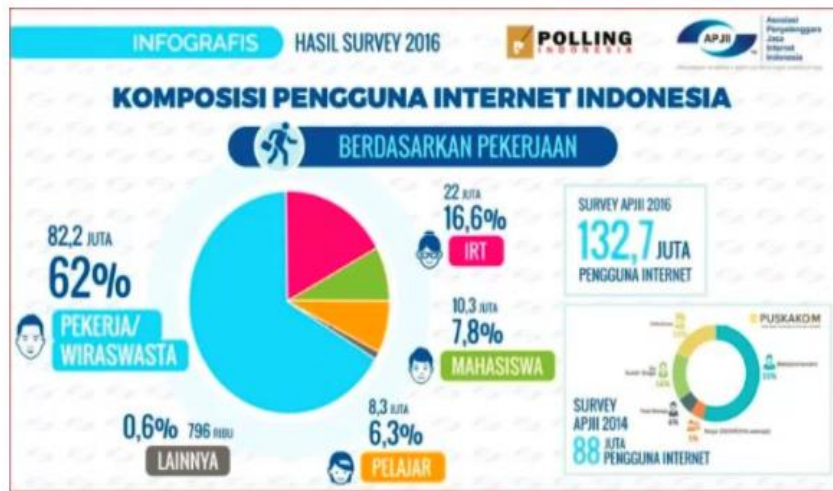 INFOGRAFIS HASIL SURVEY 2016
POLLING
INDONESIA
APJII
Asosiasi
Penyelenggara
Jasa
Internet
Indonesia
KOMPOSISI PENGGUNA INTERNET INDONESIA
BERDASARKAN PEKERJAAN
82,2 JUTA
62%
PEKERJA/
WIRASWASTA
22 JUTA
16,6%
IRT
10,3 JUTA
7,8%
MAHASISWA
8,3 JUTA
6,3%
PELAJAR
0,6% 796 RIBU
LAINNYA
SURVEY APJII 2016
132,7 JUTA
PENGGUNA INTERNET
PUSKAKOM
SURVEY
APJII 2014
88 JUTA
PENGGUNA INTERNET